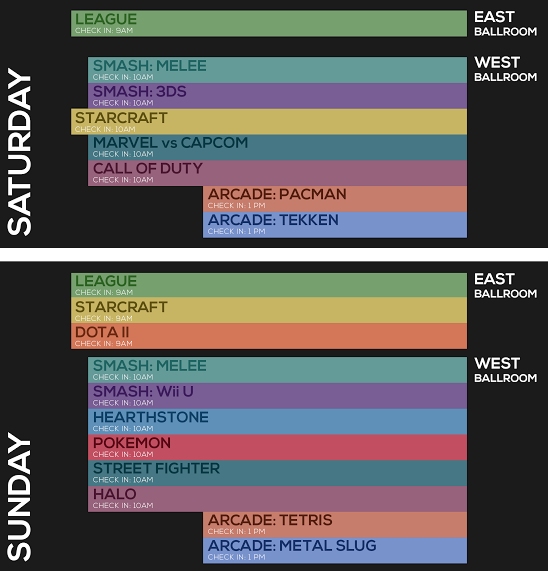 SATURDAY
LEAGUE
CHECK IN: 9AM
EAST
BALLROOM
SMASH: MELEE
CHECK IN: 10AM
WEST
BALLROOM
SMASH: 3DS
CHECK IN: 10AM
STARCRAFT
CHECK IN: 10AM
MARVEL vs CAPCOM
CHECK IN: 10AM
CALL OF DUTY
CHECK IN: 10AM
ARCADE: PACMAN
CHECK IN: 1 PM
ARCADE: TEKKEN
CHECK IN: 1 PM
SUNDAY
LEAGUE
CHECK IN: 9AM
EAST
BALLROOM
STARCRAFT
CHECK IN: 9AM
DOTA II
CHECK IN: 9AM
SMASH: MELEE
CHECK IN: 10AM
WEST
BALLROOM
SMASH: Wii U
CHECK IN: 10AM
HEARTHSTONE
CHECK IN: 10AM
POKEMON
CHECK IN: 10AM
STREET FIGHTER
CHECK IN: 10AM
HALO
CHECK IN: 10AM
ARCADE: TETRIS
CHECK IN: 1 PM
ARCADE: METAL SLUG
CHECK IN: 1 PM